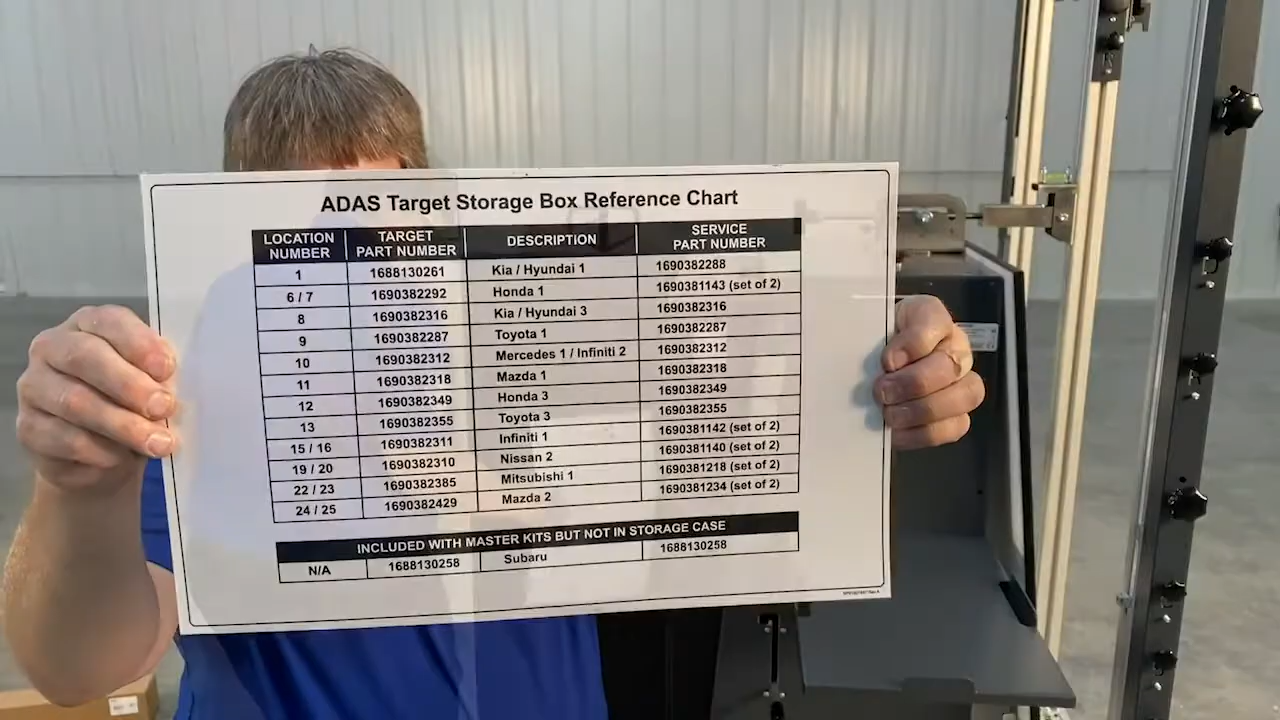 ADAS Target Storage Box Reference Chart
LOCATION NUMBER TARGET PART NUMBER DESCRIPTION SERVICE PART NUMBER
1 1688130261 Kia / Hyundai 1 1690382288
6 / 7 1690382292 Honda 1 1690381143 (set of 2)
8 1690382316 Kia / Hyundai 3 1690382316
9 1690382287 Toyota 1 1690382287
10 1690382312 Mercedes 1 / Infiniti 2 1690382312
11 1690382318 Mazda 1 1690382318
12 1690382349 Honda 3 1690382349
13 1690382355 Toyota 3 1690382355
15 / 16 1690382311 Infiniti 1 1690381142 (set of 2)
19 / 20 1690382310 Nissan 2 1690381140 (set of 2)
22 / 23 1690382385 Mitsubishi 1 1690381218 (set of 2)
24 / 25 1690382429 Mazda 2 1690381234 (set of 2)
INCLUDED WITH MASTER KITS BUT NOT IN STORAGE CASE
N/A 1688130258 Subaru 1688130258